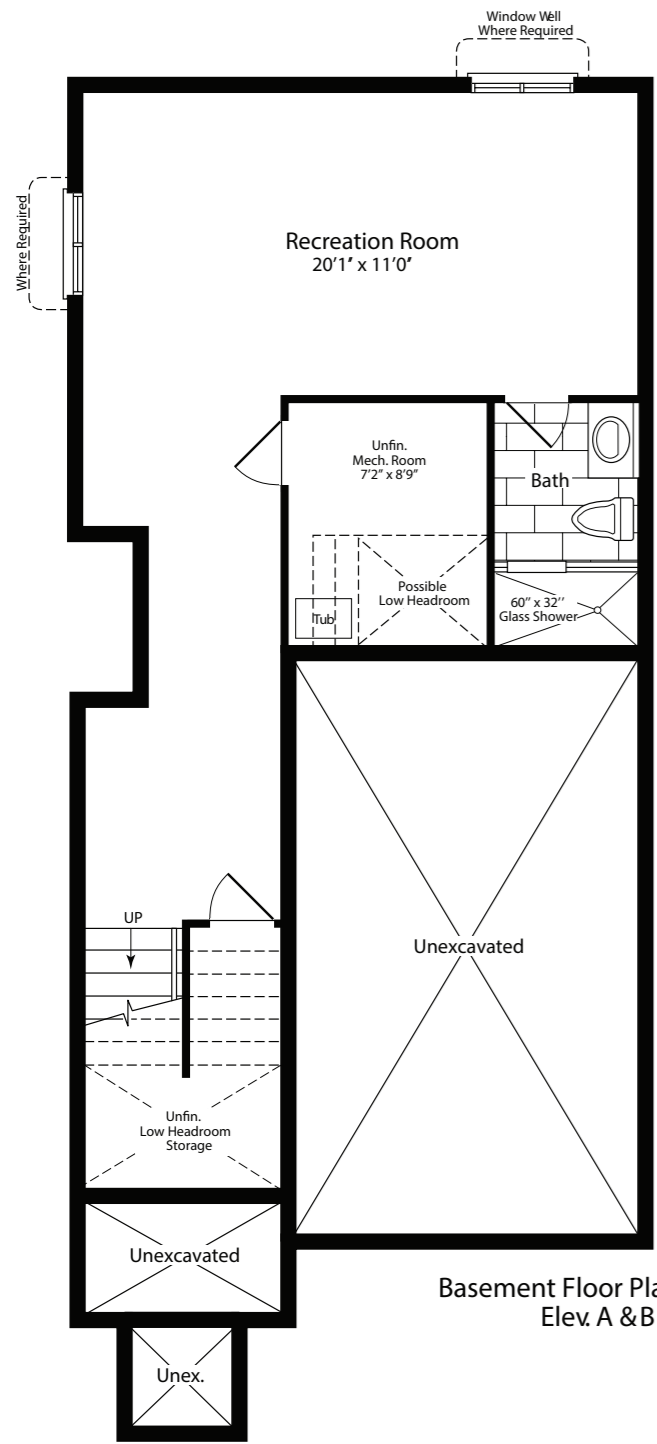 Window Well
Where Required
Where Required
Recreation Room
20'1" x 11'0"
Unfin.
Mech. Room
7'2" x 8'9"
Bath
Possible
Low Headroom
Tub
60" x 32''
Glass Shower
UP
Unexcavated
Unfin.
Low Headroom
Storage
Unexcavated
Basement Floor Pla
Elev. A & B
Unex.